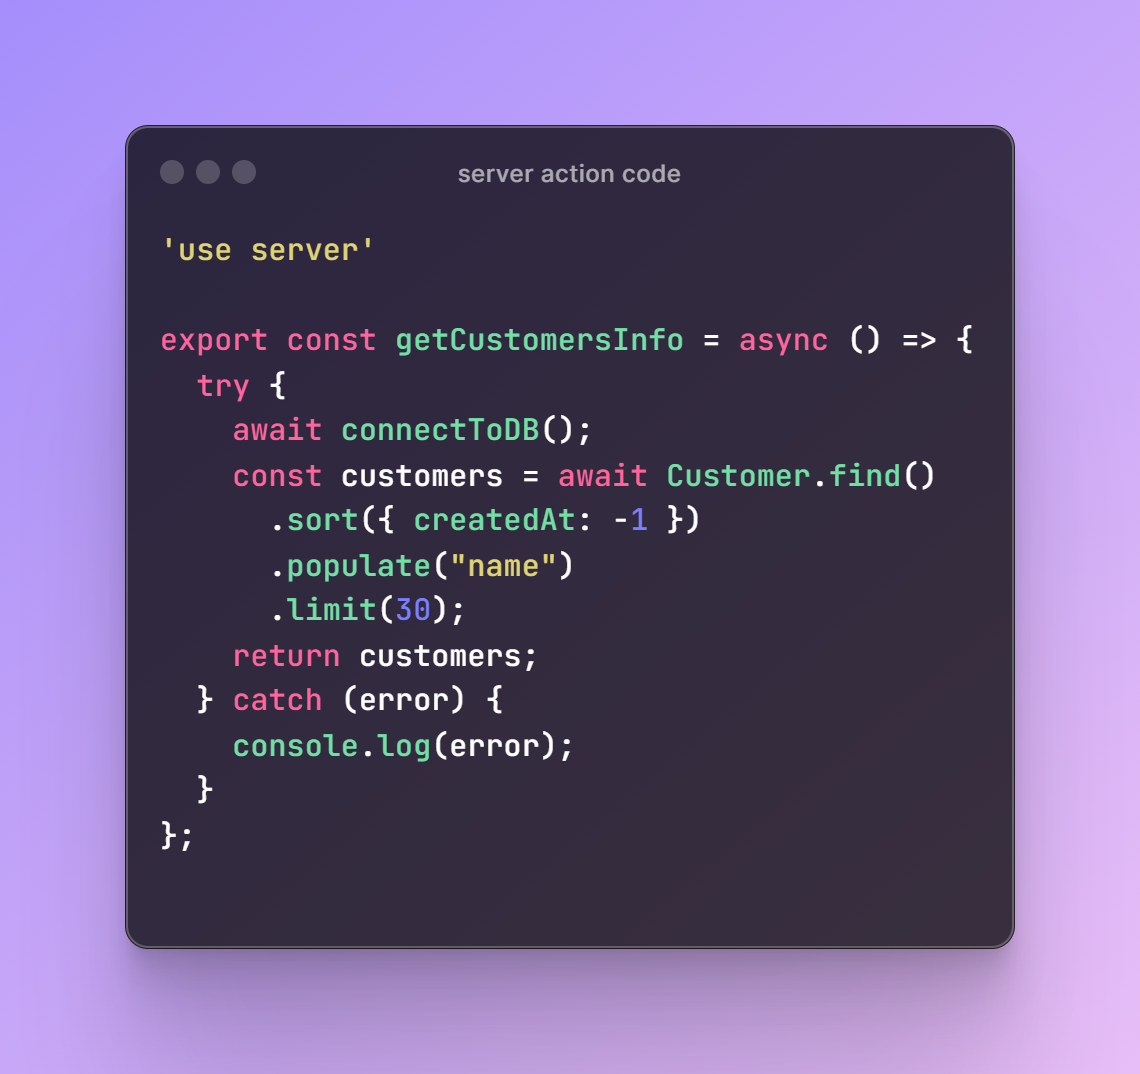 server action code
'use server'
export const getCustomersInfo = async () => {
  try {
    await connectToDB();
    const customers = await Customer.find()
      .sort({ createdAt: -1 })
      .populate("name")
      .limit(30);
    return customers;
  } catch (error) {
    console.log(error);
  }
};